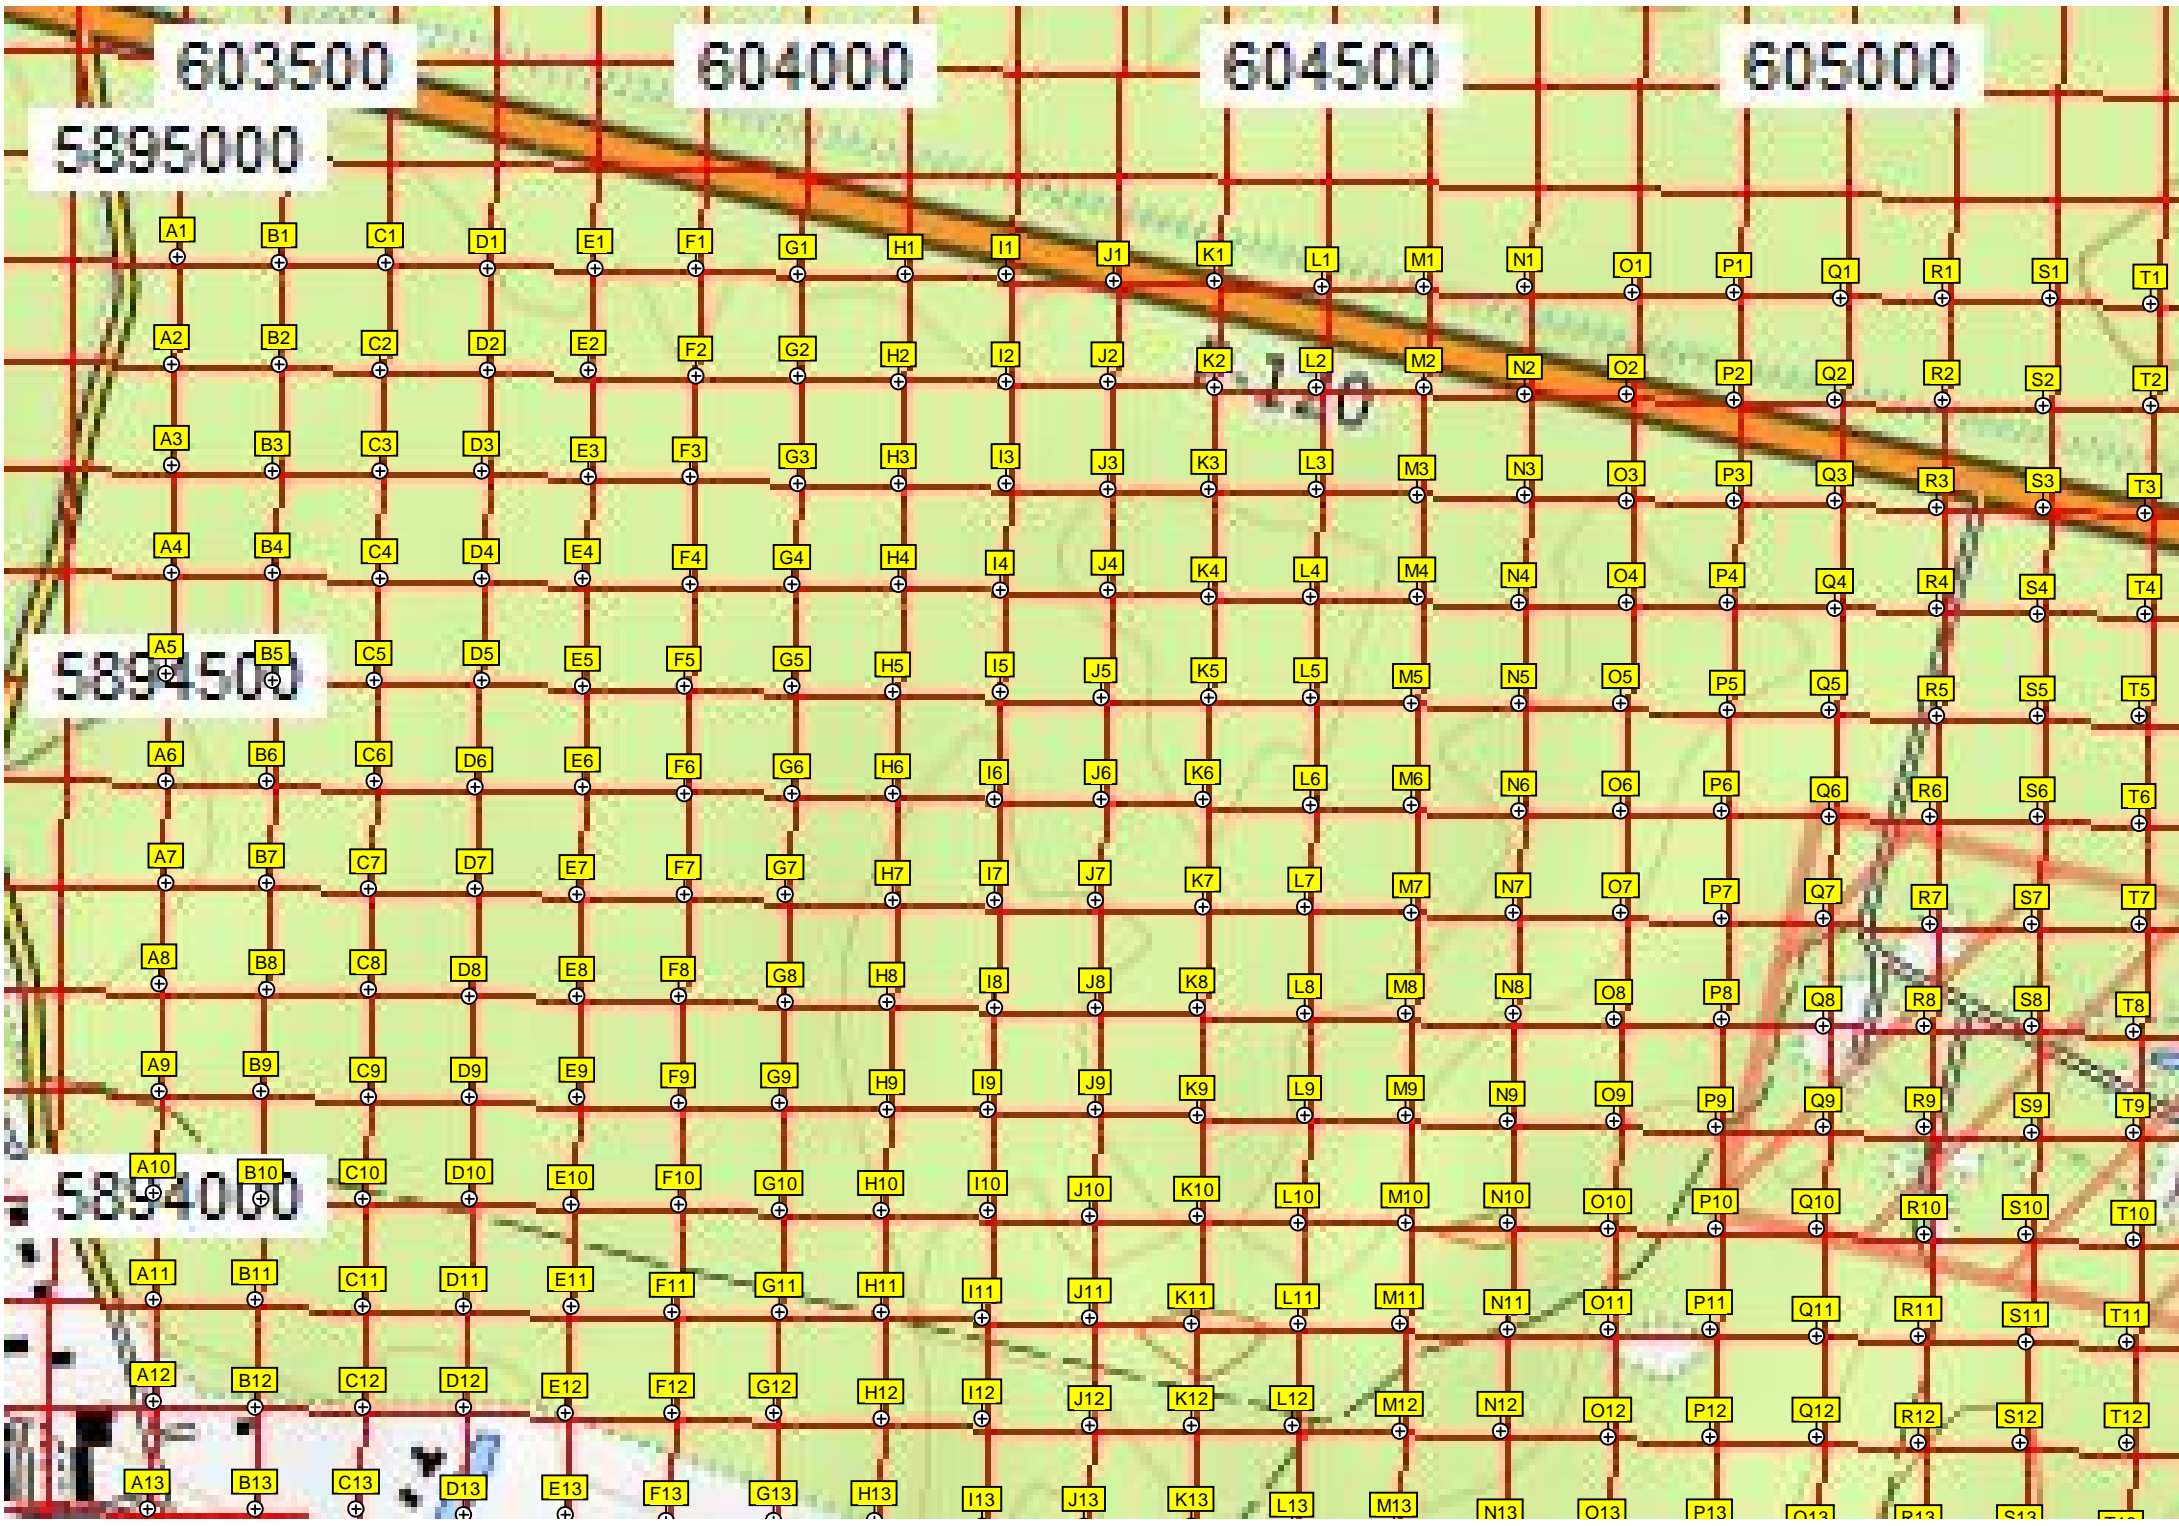 603500 604000 604500 605000
5895000
A1 B1 C1 D1 E1 F1 G1 H1 I1 J1 K1 L1 M1 N1 O1 P1 Q1 R1 S1 T1
A2 B2 C2 D2 E2 F2 G2 H2 I2 J2 K2 L2 M2 N2 O2 P2 Q2 R2 S2 T2
A3 B3 C3 D3 E3 F3 G3 H3 I3 J3 K3 L3 M3 N3 O3 P3 Q3 R3 S3 T3
A4 B4 C4 D4 E4 F4 G4 H4 I4 J4 K4 L4 M4 N4 O4 P4 Q4 R4 S4 T4
5894500
A5 B5 C5 D5 E5 F5 G5 H5 I5 J5 K5 L5 M5 N5 O5 P5 Q5 R5 S5 T5
A6 B6 C6 D6 E6 F6 G6 H6 I6 J6 K6 L6 M6 N6 O6 P6 Q6 R6 S6 T6
A7 B7 C7 D7 E7 F7 G7 H7 I7 J7 K7 L7 M7 N7 O7 P7 Q7 R7 S7 T7
A8 B8 C8 D8 E8 F8 G8 H8 I8 J8 K8 L8 M8 N8 O8 P8 Q8 R8 S8 T8
A9 B9 C9 D9 E9 F9 G9 H9 I9 J9 K9 L9 M9 N9 O9 P9 Q9 R9 S9 T9
5894000
A10 B10 C10 D10 E10 F10 G10 H10 I10 J10 K10 L10 M10 N10 O10 P10 Q10 R10 S10 T10
A11 B11 C11 D11 E11 F11 G11 H11 I11 J11 K11 L11 M11 N11 O11 P11 Q11 R11 S11 T11
A12 B12 C12 D12 E12 F12 G12 H12 I12 J12 K12 L12 M12 N12 O12 P12 Q12 R12 S12 T12
A13 B13 C13 D13 E13 F13 G13 H13 I13 J13 K13 L13 M13 N13 O13 P13 Q13 R13 S13